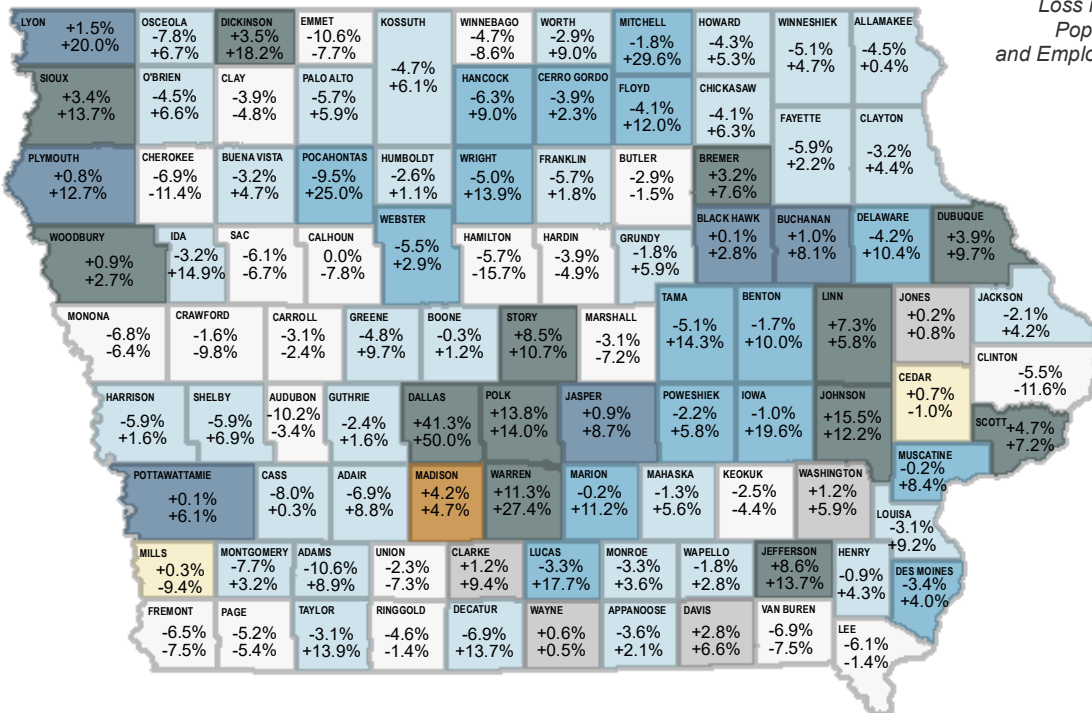 Loss
Pop
and Emplo
LYON
+1.5%
+20.0%
OSCEOLA
-7.8%
+6.7%
DICKINSON
+3.5%
+18.2%
EMMET
-10.6%
-7.7%
KOSSUTH
-4.7%
+6.1%
WINNEBAGO
-4.7%
-8.6%
WORTH
-2.9%
+9.0%
MITCHELL
-1.8%
+29.6%
HOWARD
-4.3%
+5.3%
WINNESHIEK
-5.1%
+4.7%
ALLAMAKEE
-4.5%
+0.4%
SIOUX
+3.4%
+13.7%
O'BRIEN
-4.5%
+6.6%
CLAY
-3.9%
-4.8%
PALO ALTO
-5.7%
+5.9%
HANCOCK
-6.3%
+9.0%
CERRO GORDO
-3.9%
+2.3%
FLOYD
-4.1%
+12.0%
CHICKASAW
-4.1%
+6.3%
FAYETTE
-5.9%
+2.2%
CLAYTON
-3.2%
+4.4%
PLYMOUTH
+0.8%
+12.7%
CHEROKEE
-6.9%
-11.4%
BUENA VISTA
-3.2%
+4.7%
POCAHONTAS
-9.5%
+25.0%
HUMBOLDT
-2.6%
+1.1%
WRIGHT
-5.0%
+13.9%
FRANKLIN
-5.7%
+1.8%
BUTLER
-2.9%
-1.5%
BREMER
+3.2%
+7.6%
WOODBURY
+0.9%
+2.7%
IDA
-3.2%
+14.9%
SAC
-6.1%
-6.7%
CALHOUN
0.0%
-7.8%
WEBSTER
-5.5%
+2.9%
HAMILTON
-5.7%
-15.7%
HARDIN
-3.9%
-4.9%
GRUNDY
-1.8%
+5.9%
BLACK HAWK
+0.1%
+2.8%
BUCHANAN
+1.0%
+8.1%
DELAWARE
-4.2%
+10.4%
DUBUQUE
+3.9%
+9.7%
MONONA
-6.8%
-6.4%
CRAWFORD
-1.6%
-9.8%
CARROLL
-3.1%
-2.4%
GREENE
-4.8%
+9.7%
BOONE
-0.3%
+1.2%
STORY
+8.5%
+10.7%
MARSHALL
-3.1%
-7.2%
TAMA
-5.1%
+14.3%
BENTON
-1.7%
+10.0%
LINN
+7.3%
+5.8%
JONES
+0.2%
+0.8%
JACKSON
-2.1%
+4.2%
CLINTON
-5.5%
-11.6%
HARRISON
-5.9%
+1.6%
SHELBY
-5.9%
+6.9%
AUDUBON
-10.2%
-3.4%
GUTHRIE
-2.4%
+1.6%
DALLAS
+41.3%
+50.0%
POLK
+13.8%
+14.0%
JASPER
+0.9%
+8.7%
POWESHIEK
-2.2%
+5.8%
IOWA
-1.0%
+19.6%
JOHNSON
+15.5%
+12.2%
CEDAR
+0.7%
-1.0%
SCOTT
+4.7%
+7.2%
MUSCATINE
-0.2%
+8.4%
POTTAWATTAMIE
+0.1%
+6.1%
CASS
-8.0%
+0.3%
ADAIR
-6.9%
+8.8%
MADISON
+4.2%
+4.7%
WARREN
+11.3%
+27.4%
MARION
-0.2%
+11.2%
MAHASKA
-1.3%
+5.6%
KEOKUK
-2.5%
-4.4%
WASHINGTON
+1.2%
+5.9%
LOUISA
-3.1%
+9.2%
MILLS
+0.3%
-9.4%
MONTGOMERY
-7.7%
+3.2%
ADAMS
-10.6%
+8.9%
UNION
-2.3%
-7.3%
CLARKE
+1.2%
+9.4%
LUCAS
-3.3%
+17.7%
MONROE
-3.3%
+3.6%
WAPELLO
-1.8%
+2.8%
JEFFERSON
+8.6%
+13.7%
HENRY
-0.9%
+4.3%
DES MOINES
-3.4%
+4.0%
FREMONT
-6.5%
-7.5%
PAGE
-5.2%
-5.4%
TAYLOR
-3.1%
+13.9%
RINGGOLD
-4.6%
-1.4%
DECATUR
-6.9%
+13.7%
WAYNE
+0.6%
+0.5%
APPANOOSE
-3.6%
+2.1%
DAVIS
+2.8%
+6.6%
VAN BUREN
-6.9%
-7.5%
LEE
-6.1%
-1.4%